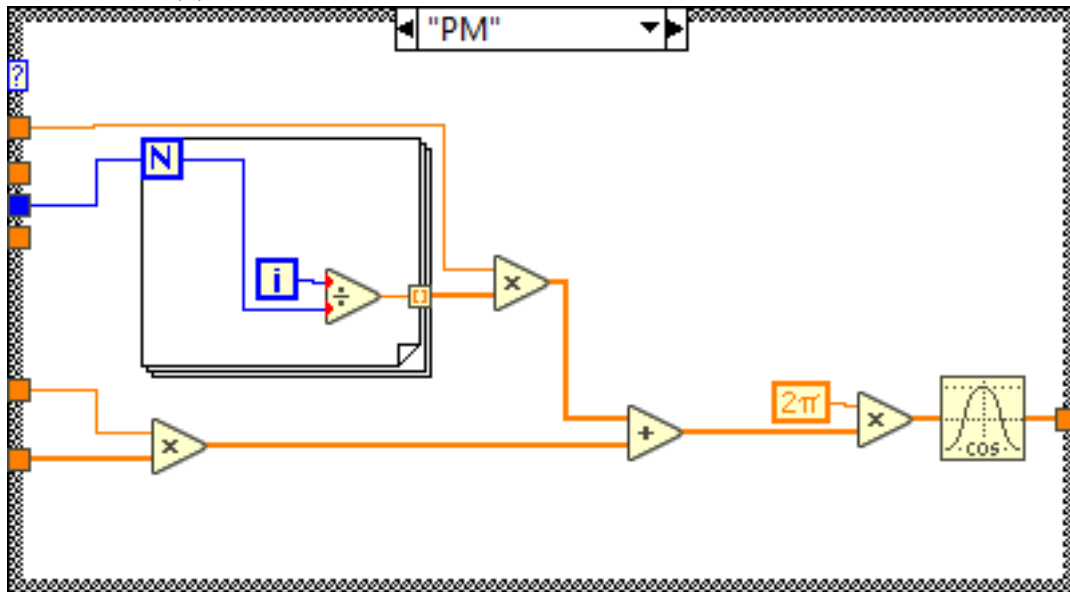 "PM"
?
N
i
÷
×
2π
×
×
+
COS